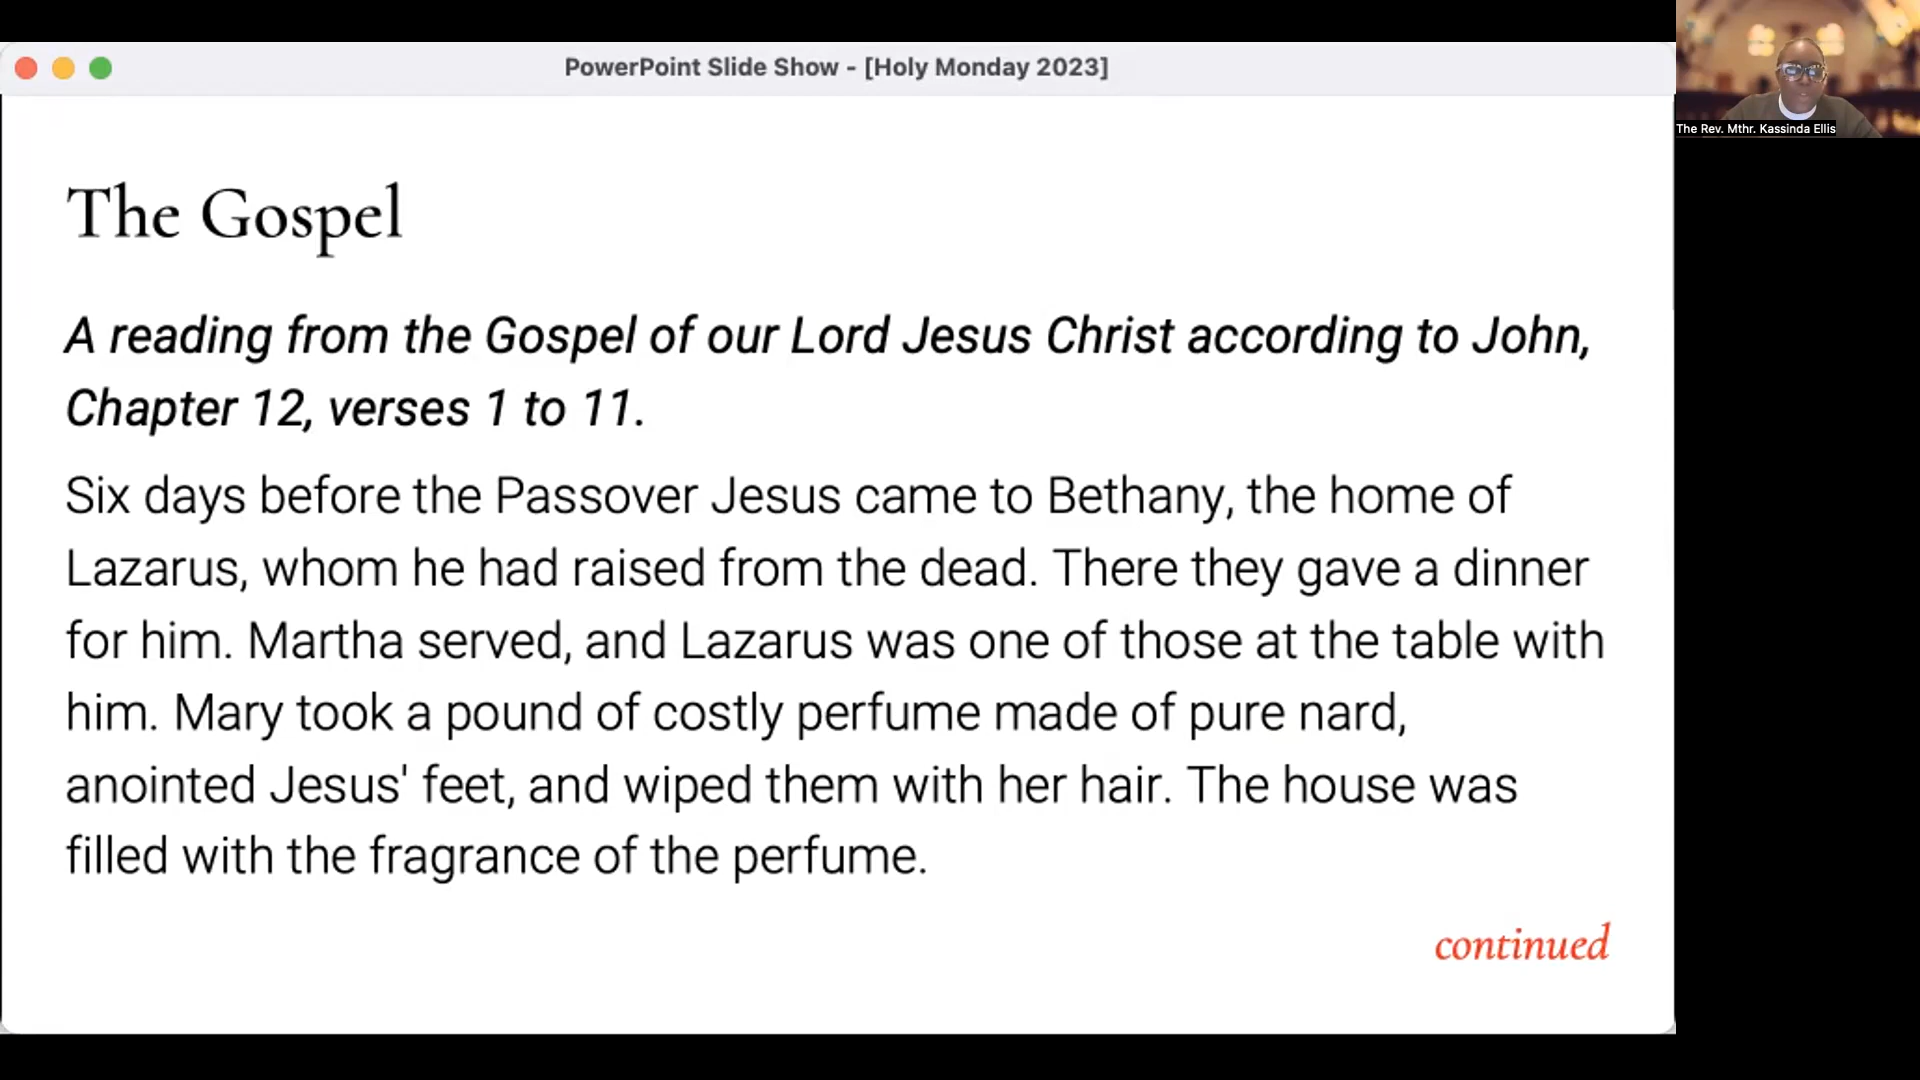 PowerPoint Slide Show - [Holy Monday 2023]
The Rev. Mthr. Kassinda Ellis
The Gospel
A reading from the Gospel of our Lord Jesus Christ according to John,
Chapter 12, verses 1 to 11.
Six days before the Passover Jesus came to Bethany, the home of
Lazarus, whom he had raised from the dead. There they gave a dinner
for him. Martha served, and Lazarus was one of those at the table with
him. Mary took a pound of costly perfume made of pure nard,
anointed Jesus' feet, and wiped them with her hair. The house was
filled with the fragrance of the perfume.
continued